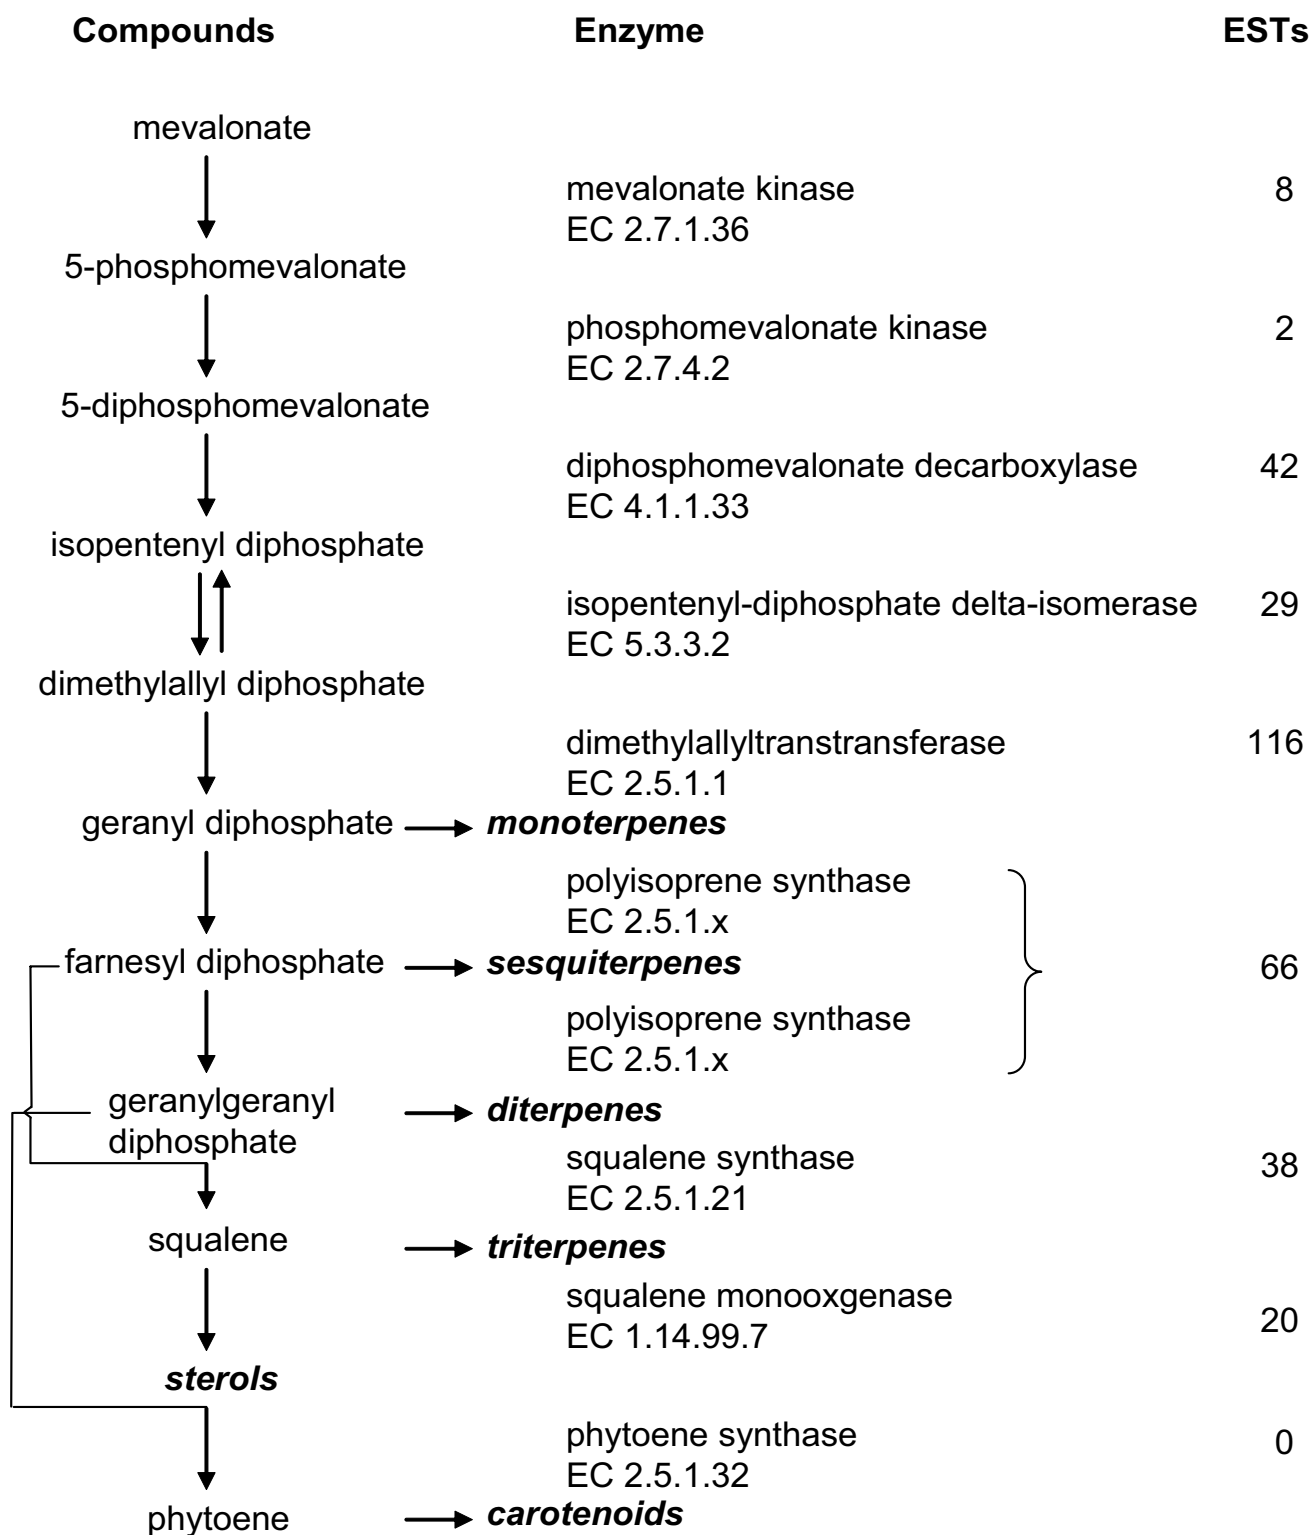 Compounds Enzyme ESTs
mevalonate
mevalonate kinase 8
EC 2.7.1.36
5-phosphomevalonate
phosphomevalonate kinase 2
EC 2.7.4.2
5-diphosphomevalonate
diphosphomevalonate decarboxylase 42
EC 4.1.1.33
isopentenyl diphosphate
isopentenyl-diphosphate delta-isomerase 29
EC 5.3.3.2
dimethylallyl diphosphate
dimethylallyltranstransferase 116
EC 2.5.1.1
geranyl diphosphate monoterpenes
polyisoprene synthase
EC 2.5.1.x
farnesyl diphosphate sesquiterpenes 66
polyisoprene synthase
EC 2.5.1.x
geranylgeranyl diterpenes
diphosphate
squalene synthase 38
EC 2.5.1.21
squalene triterpenes
squalene monooxgenase 20
EC 1.14.99.7
sterols
phytoene synthase 0
EC 2.5.1.32
phytoene carotenoids